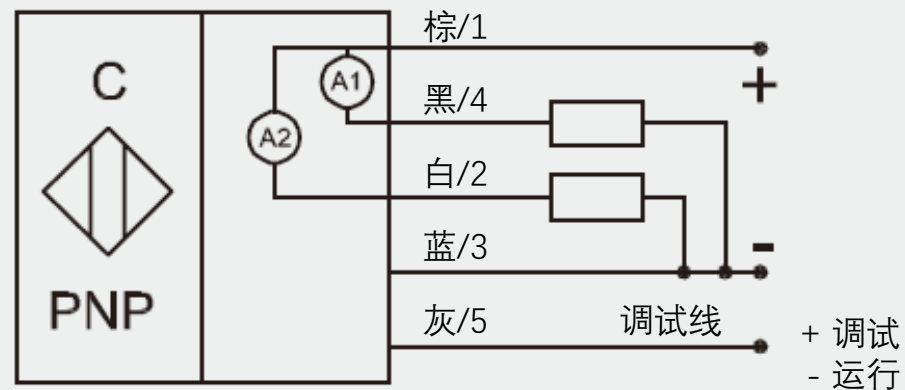 C
PNP
A1
A2
棕/1
+
黑/4
白/2
-
蓝/3
灰/5 调试线
+ 调试
- 运行